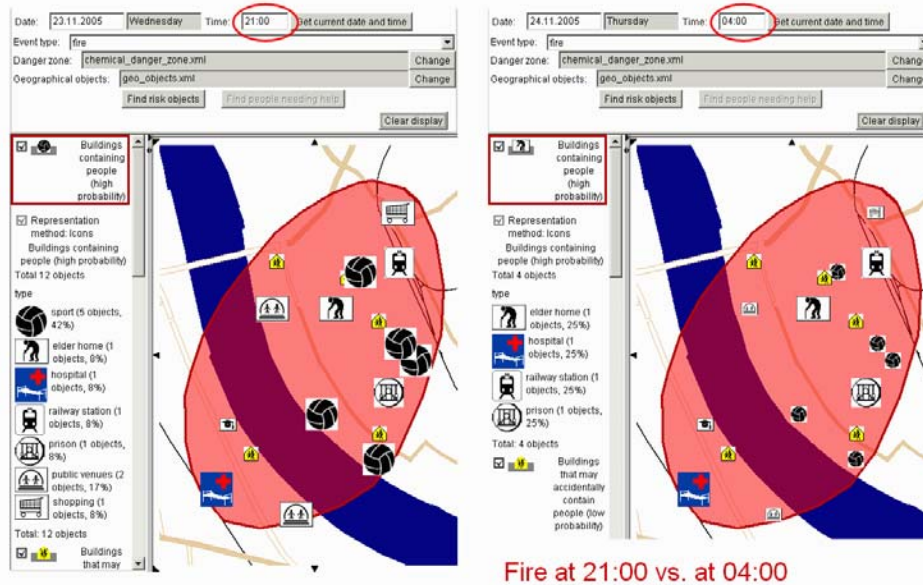 Date: 23.11.2005 Wednesday Time: 21:00 Get current date and time
Event type: fire
Danger zone: chemical_danger_zone.xml Change
Geographical objects: geo_objects.xml Change
Find risk objects Find people needing help
Clear display
Buildings
containing
people
(high
probability)
Representation
method: Icons
Buildings containing
people (high probability)
Total 12 objects
type
sport (5 objects,
42%)
elder home (1
objects, 8%)
hospital (1
objects, 8%)
railway station (1
objects, 8%)
prison (1 objects,
8%)
public venues (2
objects, 17%)
shopping (1
objects, 8%)
Total: 12 objects
Buildings
that may
Date: 24.11.2005 Thursday Time: 04:00 Get current date and time
Event type: fire
Danger zone: chemical_danger_zone.xml Change
Geographical objects: geo_objects.xml Change
Find risk objects Find people needing help
Clear display
Buildings
containing
people
(high
probability)
Representation
method: Icons
Buildings containing
people (high probability)
Total 4 objects
type
elder home (1
objects, 25%)
hospital (1
objects, 25%)
railway station (1
objects, 25%)
prison (1 objects,
25%)
Total: 4 objects
Buildings
that may
accidentally
contain
people (low
probability)
Fire at 21:00 vs. at 04:00